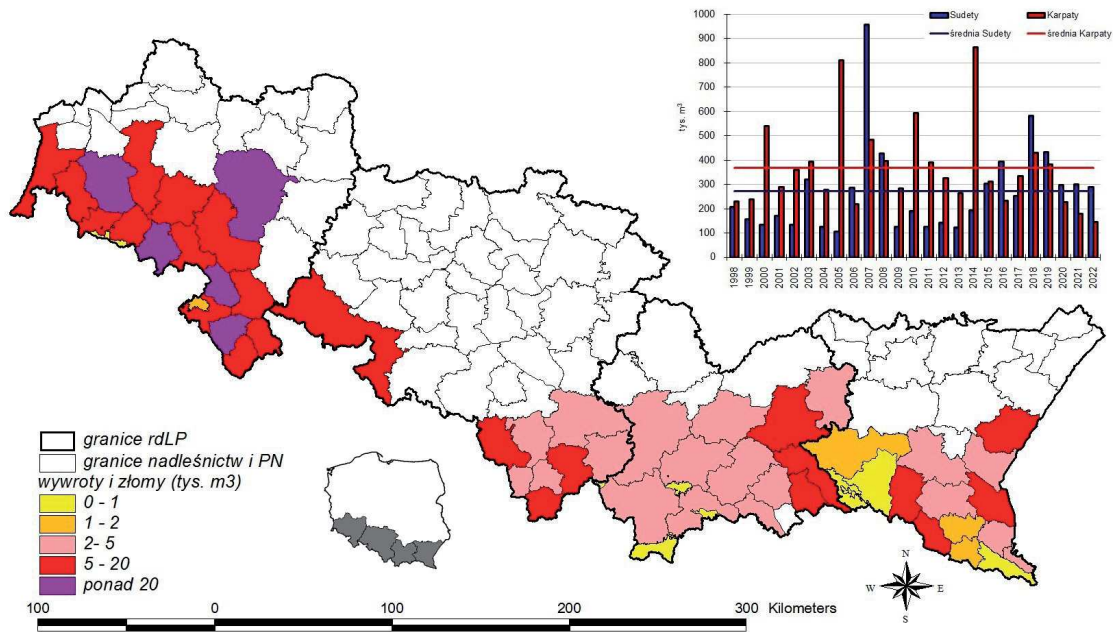 1000
900
800
700
600
500
400
300
200
100
0
tys. m³
Sudety
Karpaty
średnia Sudety
średnia Karpaty
1998
1999
2000
2001
2002
2003
2004
2005
2006
2007
2008
2009
2010
2011
2012
2013
2014
2015
2016
2017
2018
2019
2020
2021
2022
granice rdLP
granice nadleśnictw i PN
wywroty i złomy (tys. m3)
0 - 1
1 - 2
2- 5
5 - 20
ponad 20
N
W E
S
100 0 100 200 300 Kilometers